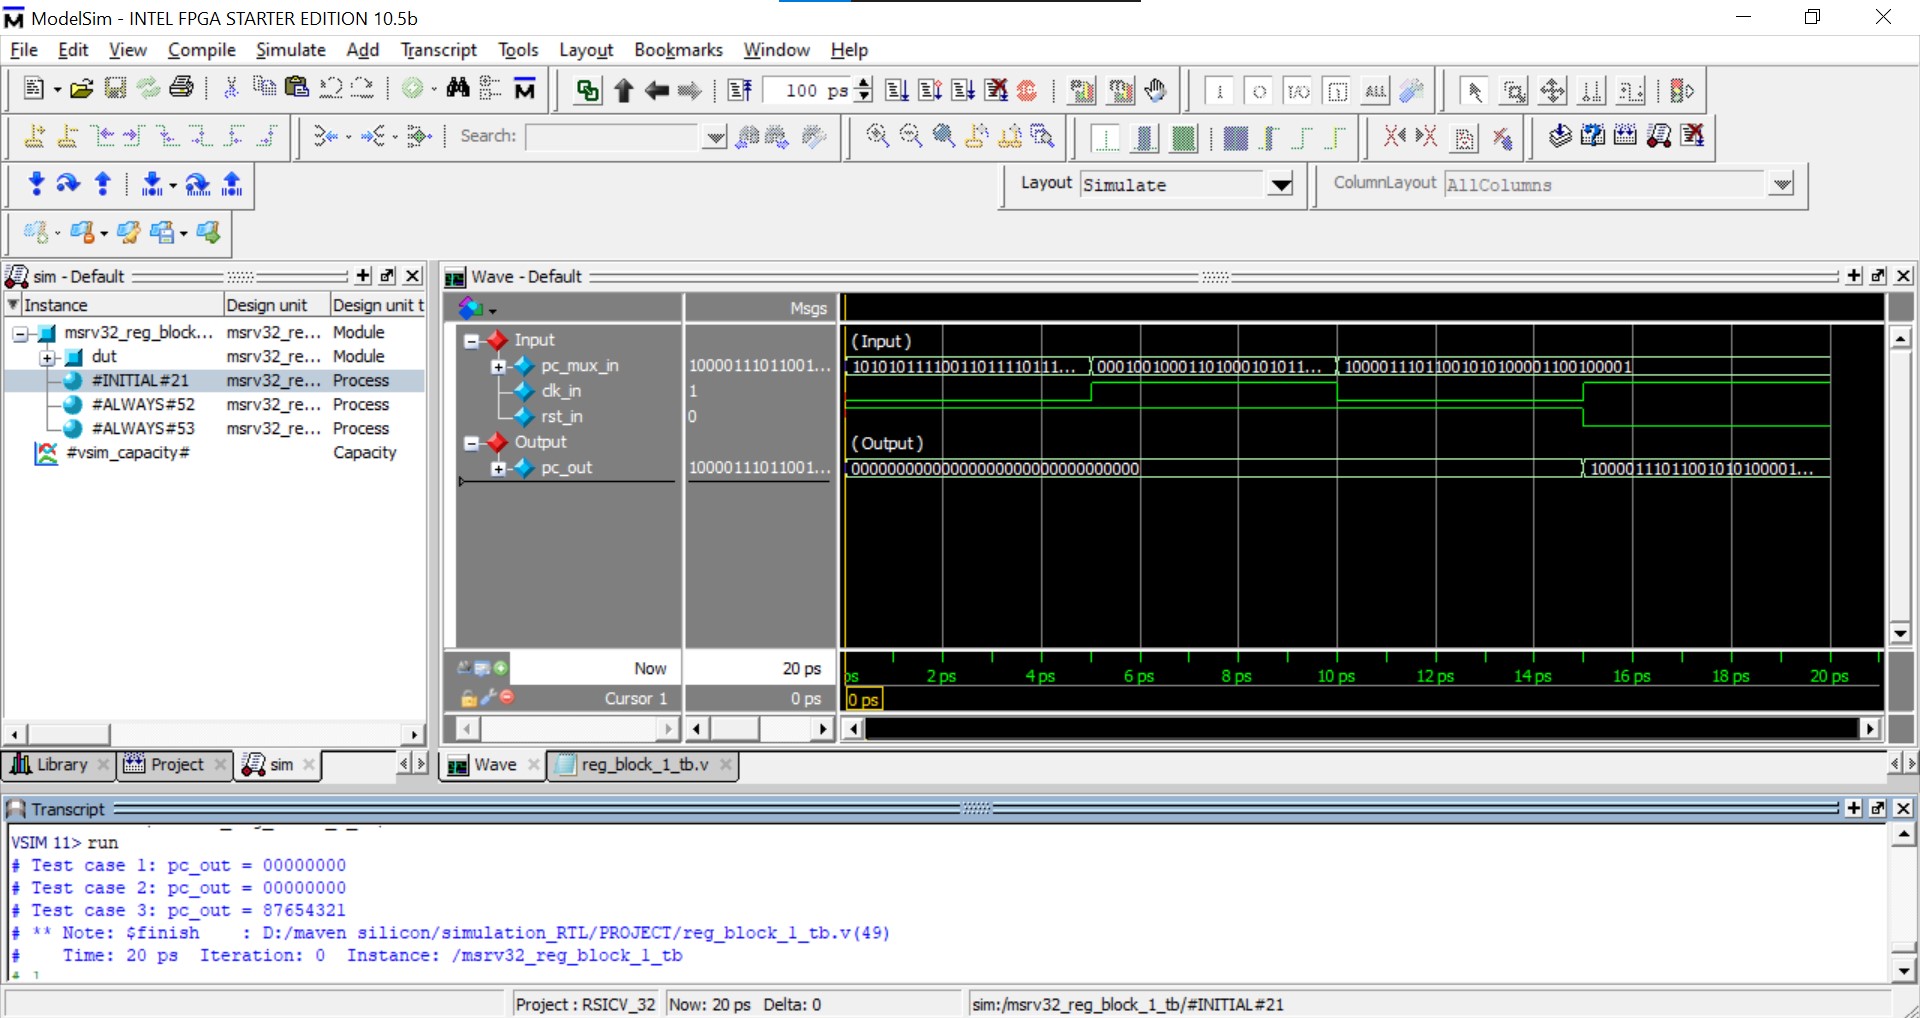 ModelSim - INTEL FPGA STARTER EDITION 10.5b
File Edit View Compile Simulate Add Transcript Tools Layout Bookmarks Window Help
100 ps
Search:
Layout Simulate ColumnLayout AllColumns
sim - Default
Instance Design unit Design unit t
msrv32_reg_block... msrv32_re... Module
dut msrv32_re... Module
#INITIAL#21 msrv32_re... Process
#ALWAYS#52 msrv32_re... Process
#ALWAYS#53 msrv32_re... Process
#vsim_capacity# Capacity
Library Project sim
Wave - Default
Msgs
Input (Input)
pc_mux_in 10000111011001... 10101011110011011110111... 000100100011010001010 11... 10000111011001010100001100100001
clk_in 1
rst_in 0
Output (Output)
pc_out 10000111011001... 00000000000000000000000000000000 10000111011001010100001...
Now 20 ps
ps 2 ps 4 ps 6 ps 8 ps 10 ps 12 ps 14 ps 16 ps 18 ps 20 ps
Cursor 1 0 ps 0 ps
Wave reg_block_1_tb.v
Transcript
VSIM 11> run
# Test case 1: pc_out = 00000000
# Test case 2: pc_out = 00000000
# Test case 3: pc_out = 87654321
# ** Note: $finish : D:/maven silicon/simulation_RTL/PROJECT/reg_block_1_tb.v(49)
# Time: 20 ps Iteration: 0 Instance: /msrv32_reg_block_1_tb
# 1
Project : RSICV_32 Now: 20 ps Delta: 0 sim:/msrv32_reg_block_1_tb/#INITIAL#21